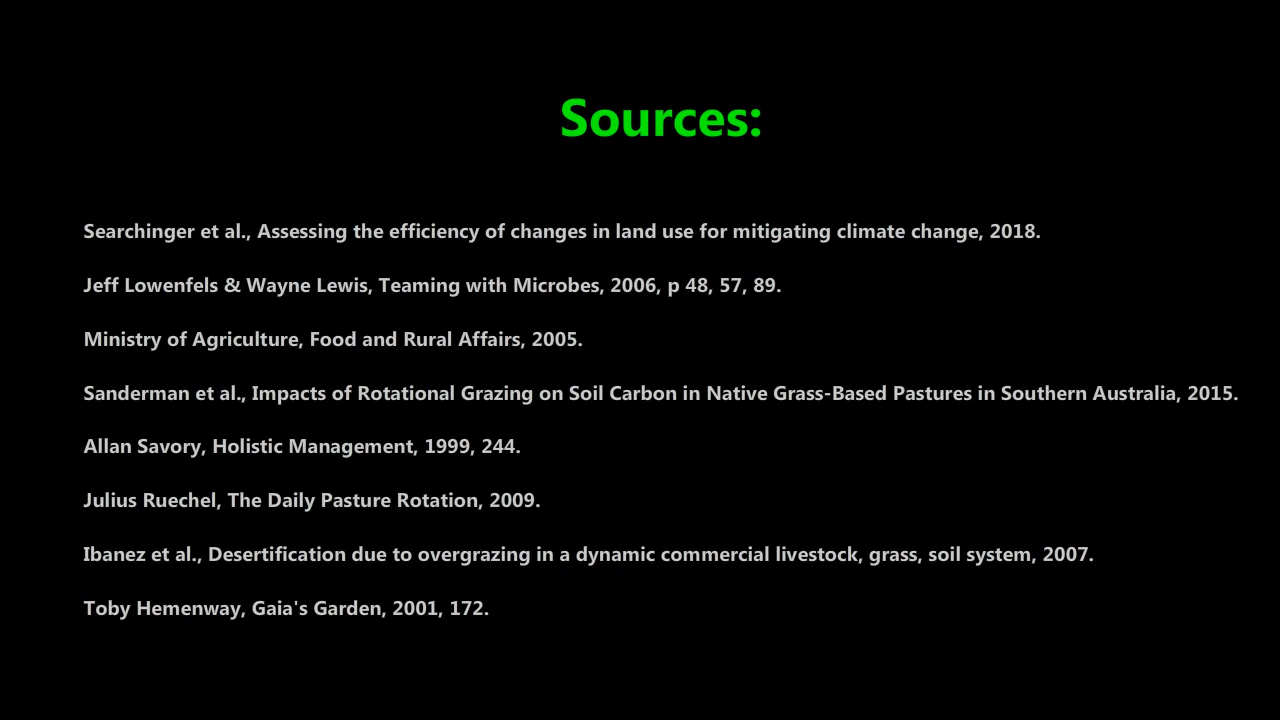 Sources:
Searchinger et al., Assessing the efficiency of changes in land use for mitigating climate change, 2018.
Jeff Lowenfels & Wayne Lewis, Teaming with Microbes, 2006, p 48, 57, 89.
Ministry of Agriculture, Food and Rural Affairs, 2005.
Sanderman et al., Impacts of Rotational Grazing on Soil Carbon in Native Grass-Based Pastures in Southern Australia, 2015.
Allan Savory, Holistic Management, 1999, 244.
Julius Ruechel, The Daily Pasture Rotation, 2009.
Ibanez et al., Desertification due to overgrazing in a dynamic commercial livestock, grass, soil system, 2007.
Toby Hemenway, Gaia's Garden, 2001, 172.